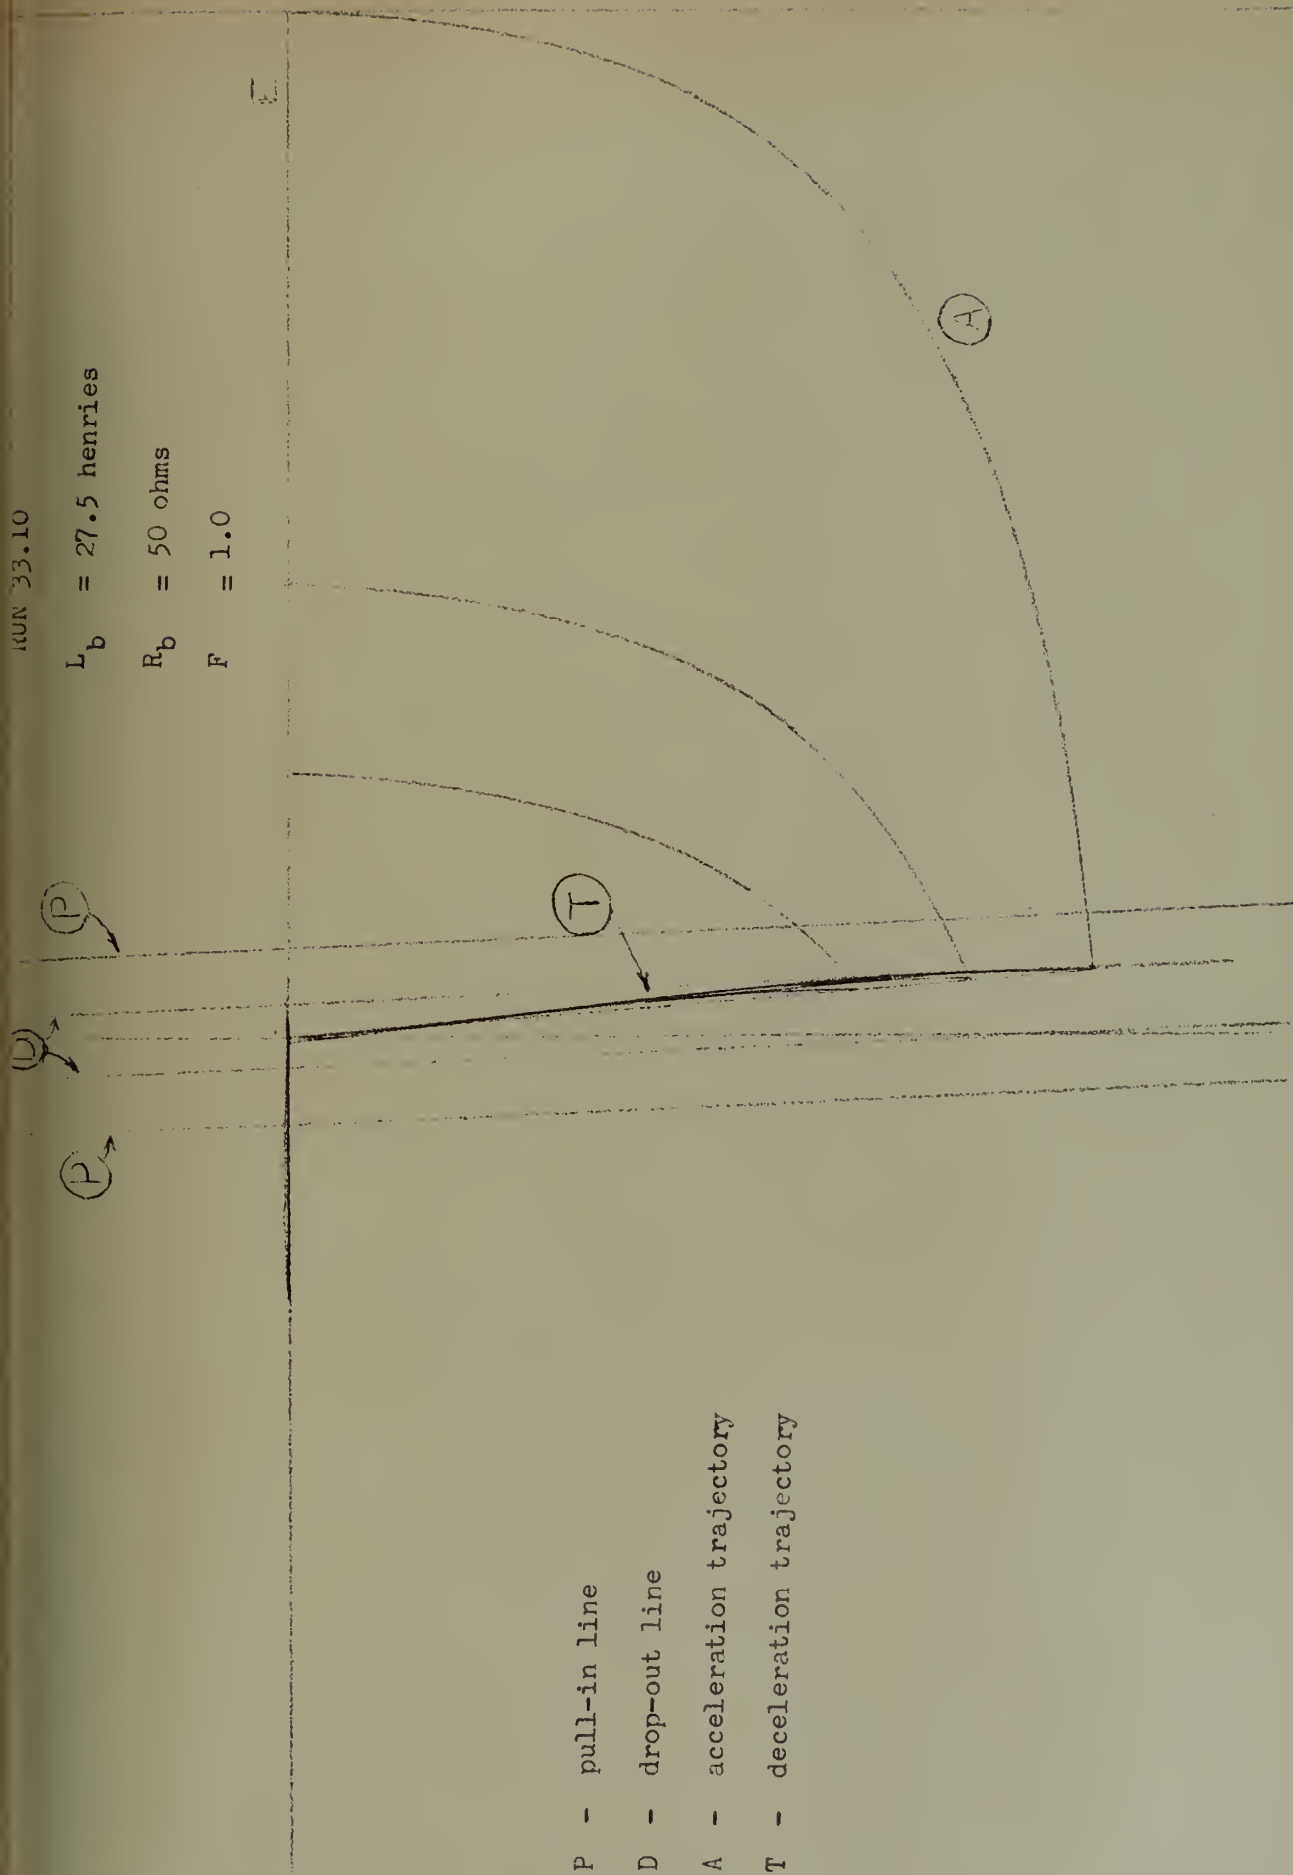 RUN 33.10
L_b = 27.5 henries
R_b = 50 ohms
F = 1.0
E
P
D
P
T
A
P - pull-in line
D - drop-out line
A - acceleration trajectory
T - deceleration trajectory